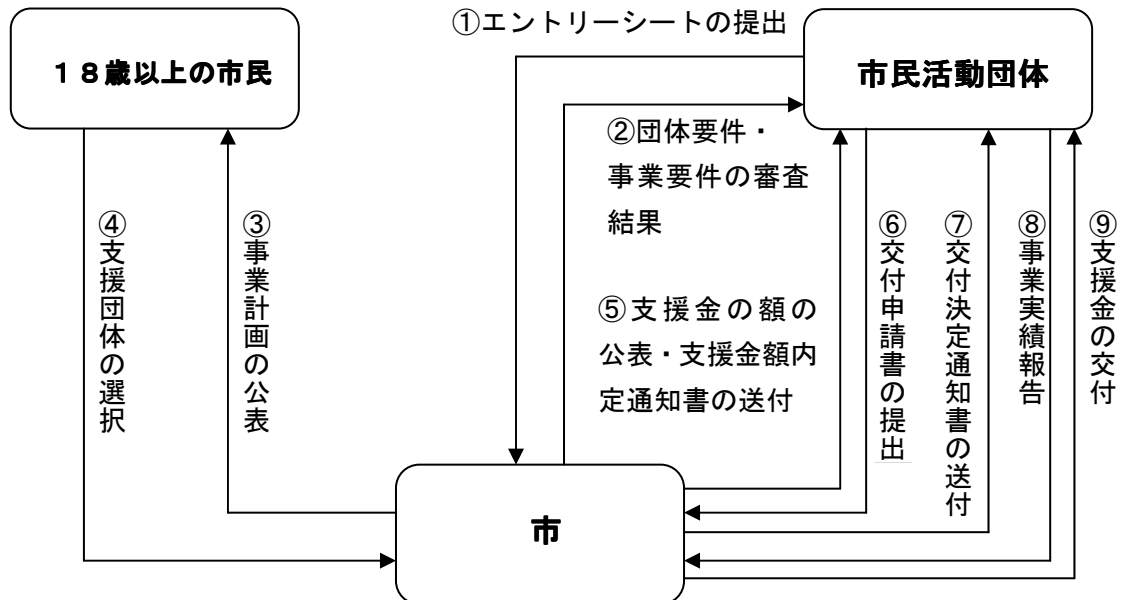 ①エントリーシートの提出
１８歳以上の市民
市民活動団体
②団体要件・
事業要件の審査
結果
④支援団体の選択
③事業計画の公表
⑤支援金の額の
公表・支援金額内
定通知書の送付
⑥交付申請書の提出
⑦交付決定通知書の送付
⑧事業実績報告
⑨支援金の交付
市